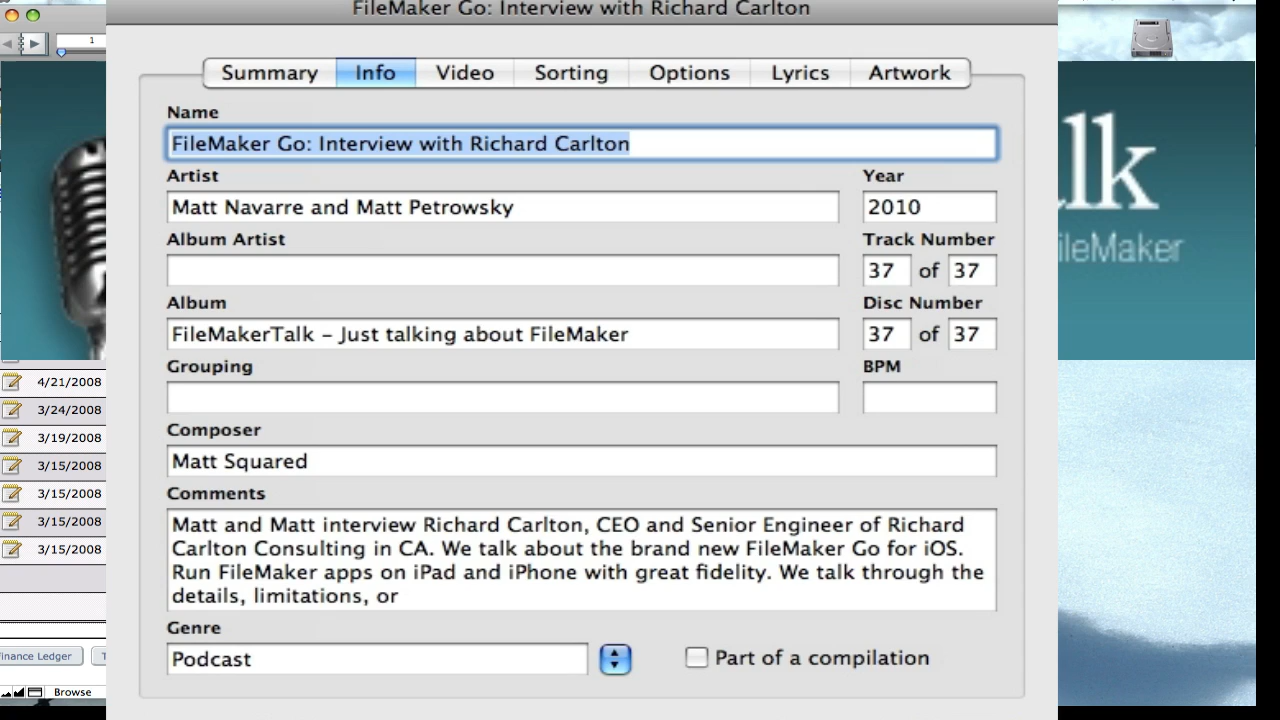 FileMaker Go: Interview with Richard Carlton
1
Summary Info Video Sorting Options Lyrics Artwork
Name
FileMaker Go: Interview with Richard Carlton
Artist Year
Matt Navarre and Matt Petrowsky 2010
Album Artist Track Number
37 of 37
Album Disc Number
FileMakerTalk – Just talking about FileMaker 37 of 37
Grouping BPM
Composer
Matt Squared
Comments
Matt and Matt interview Richard Carlton, CEO and Senior Engineer of Richard
Carlton Consulting in CA. We talk about the brand new FileMaker Go for iOS.
Run FileMaker apps on iPad and iPhone with great fidelity. We talk through the
details, limitations, or
Genre
Podcast Part of a compilation
lk
ileMaker
4/21/2008
3/24/2008
3/19/2008
3/15/2008
3/15/2008
3/15/2008
3/15/2008
inance Ledger
Browse